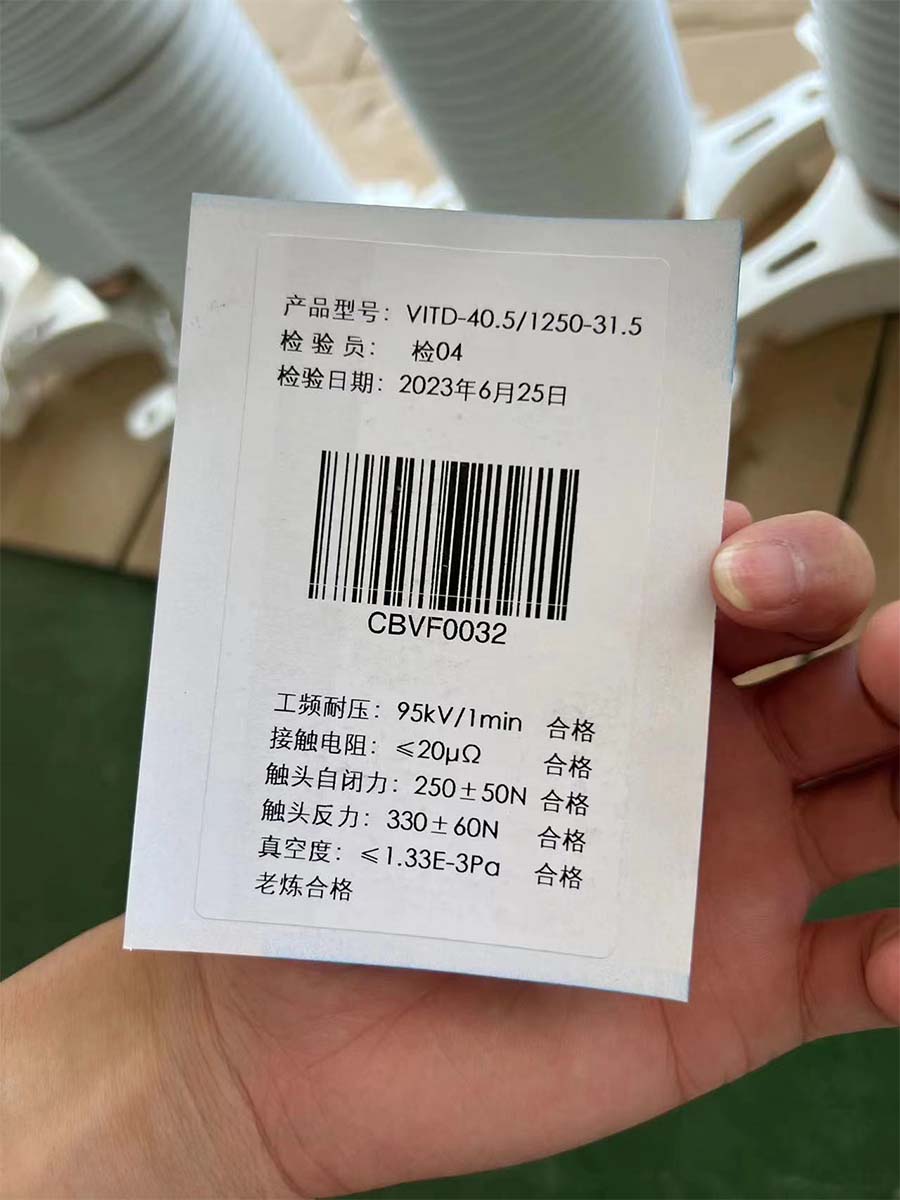 产品型号：VITD-40.5/1250-31.5
检验员：检04
检验日期：2023年6月25日
CBVF0032
工频耐压：95kV/1min 合格
接触电阻：≤20μΩ 合格
触头自闭力：250±50N 合格
触头反力：330±60N 合格
真空度：≤1.33E-3Pa 合格
老炼合格